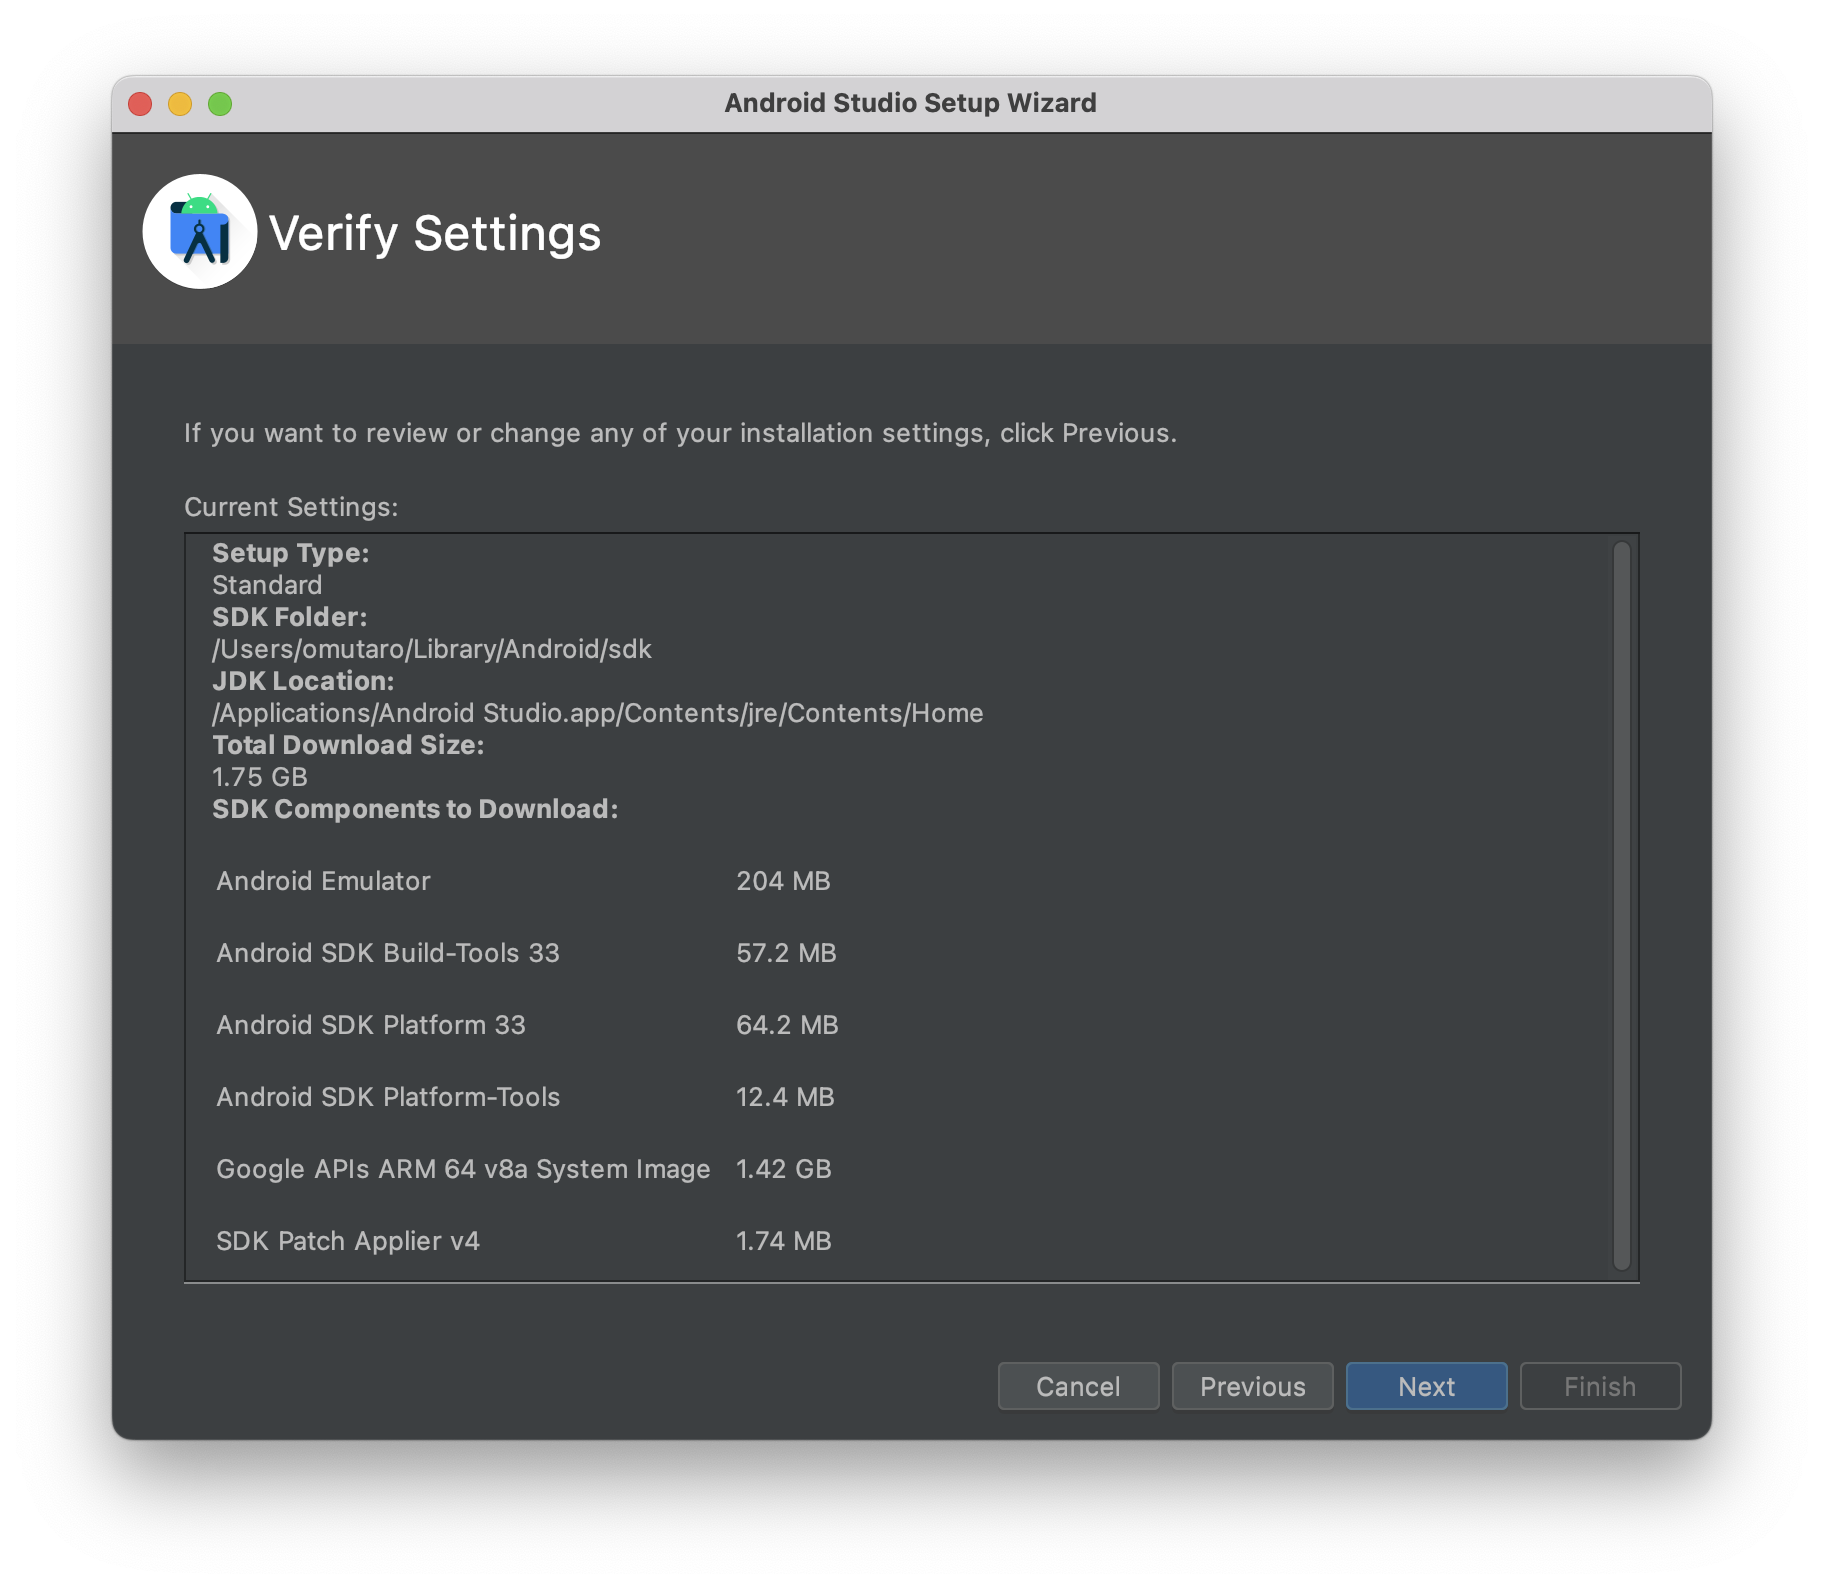 Android Studio Setup Wizard
Verify Settings
If you want to review or change any of your installation settings, click Previous.
Current Settings:
Setup Type:
Standard
SDK Folder:
/Users/omutaro/Library/Android/sdk
JDK Location:
/Applications/Android Studio.app/Contents/jre/Contents/Home
Total Download Size:
1.75 GB
SDK Components to Download:
Android Emulator 204 MB
Android SDK Build-Tools 33 57.2 MB
Android SDK Platform 33 64.2 MB
Android SDK Platform-Tools 12.4 MB
Google APIs ARM 64 v8a System Image 1.42 GB
SDK Patch Applier v4 1.74 MB
Cancel Previous Next Finish